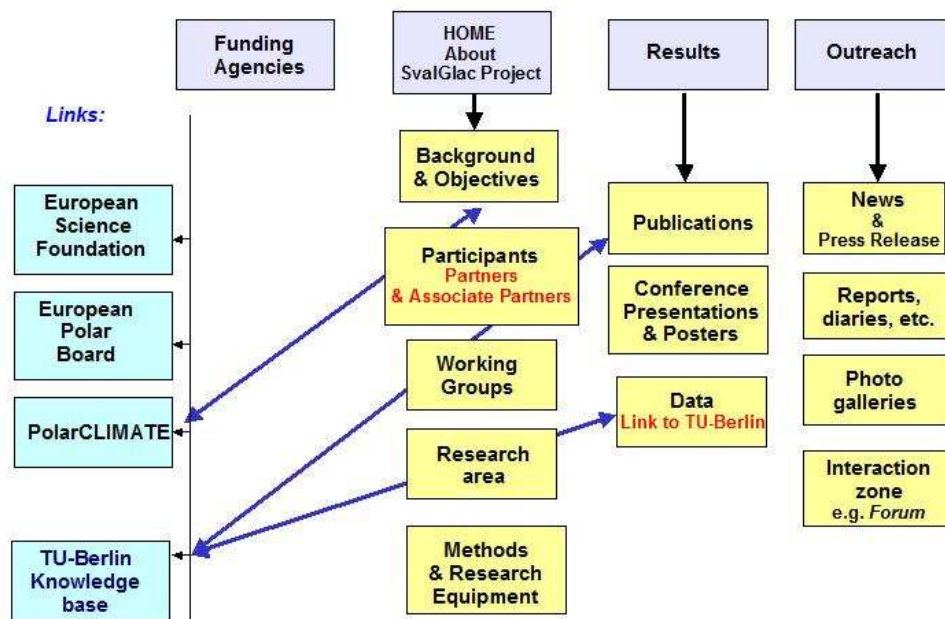 Funding
Agencies
HOME
About
SvalGlac Project
Results
Outreach
Links:
European
Science
Foundation
European
Polar
Board
PolarCLIMATE
TU-Berlin
Knowledge
base
Background
& Objectives
Participants
Partners
& Associate Partners
Working
Groups
Research
area
Methods
& Research
Equipment
Publications
Conference
Presentations
& Posters
Data
Link to TU-Berlin
News
&
Press Release
Reports,
diaries, etc.
Photo
galleries
Interaction
zone
e.g. Forum